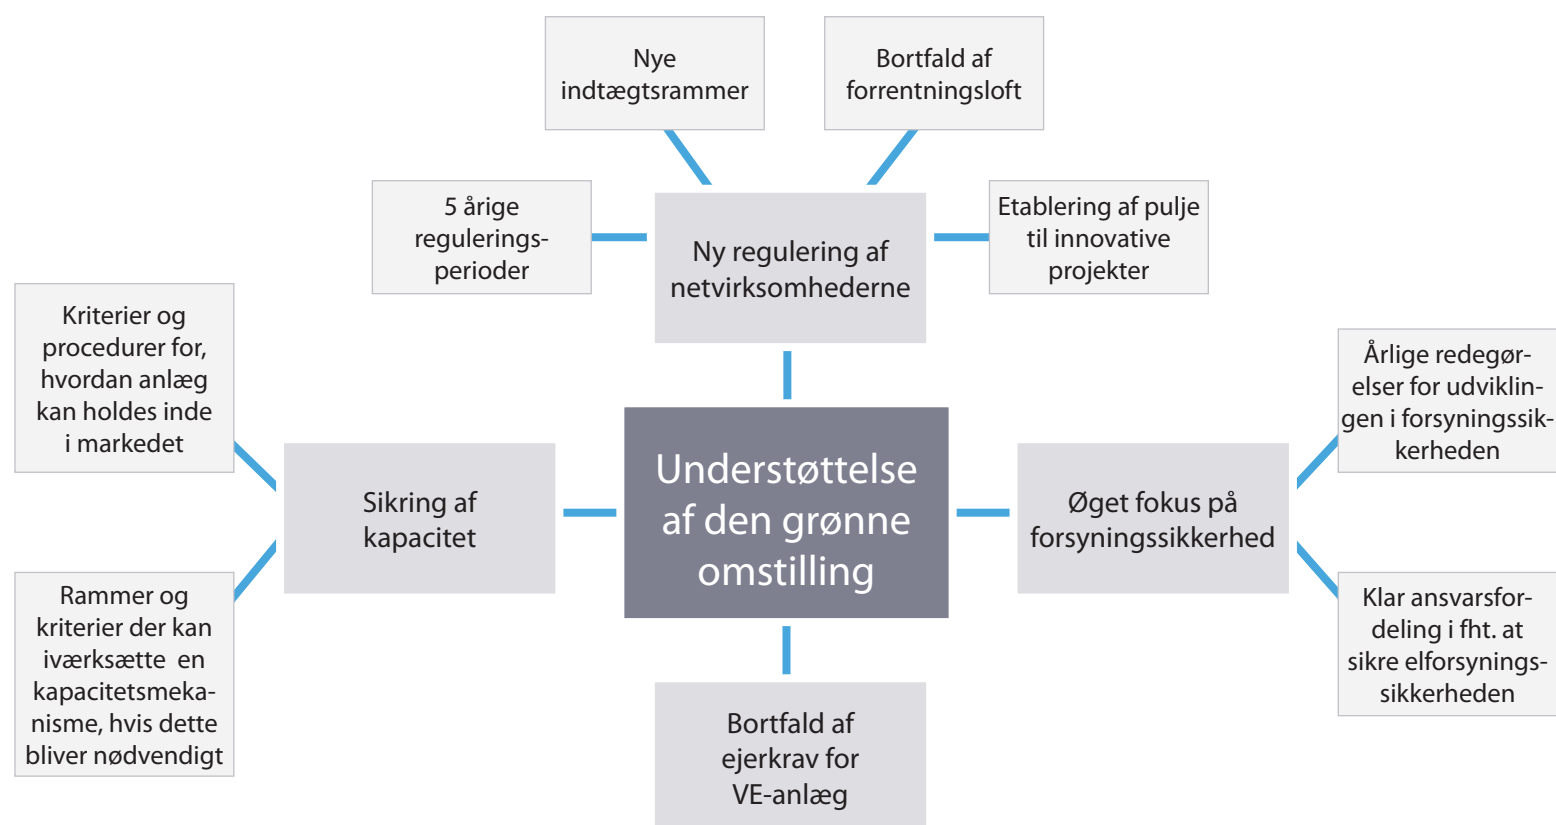 Nye
indtægtsrammer
Bortfald af
forrentningsloft
5 årige
regulerings-
perioder
Ny regulering af
netvirksomhederne
Etablering af pulje
til innovative
projekter
Kriterier og
procedurer for,
hvordan anlæg
kan holdes inde
i markedet
Sikring af
kapacitet
Rammer og
kriterier der kan
iværksætte  en
kapacitetsmeka-
nisme, hvis dette
bliver nødvendigt
Understøttelse
af den grønne
omstilling
Øget fokus på
forsyningssikkerhed
Årlige redegør-
elser for udviklin-
gen i forsyningssik-
kerheden
Klar ansvarsfor-
deling i fht. at
sikre elforsynings-
sikkerheden
Bortfald af
ejerkrav for
VE-anlæg